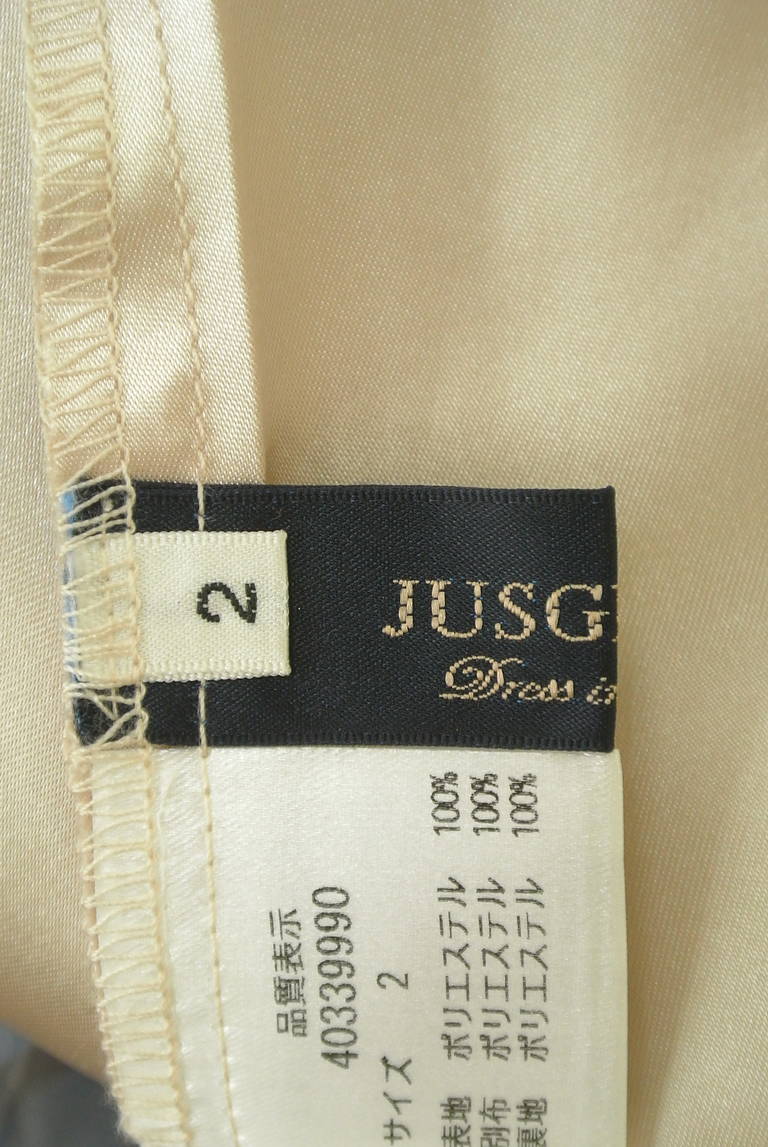 2
JUSG
Dress in
品質表示
40339990
サイズ 2
表地 ポリエステル 100%
別布 ポリエステル 100%
裏地 ポリエステル 100%